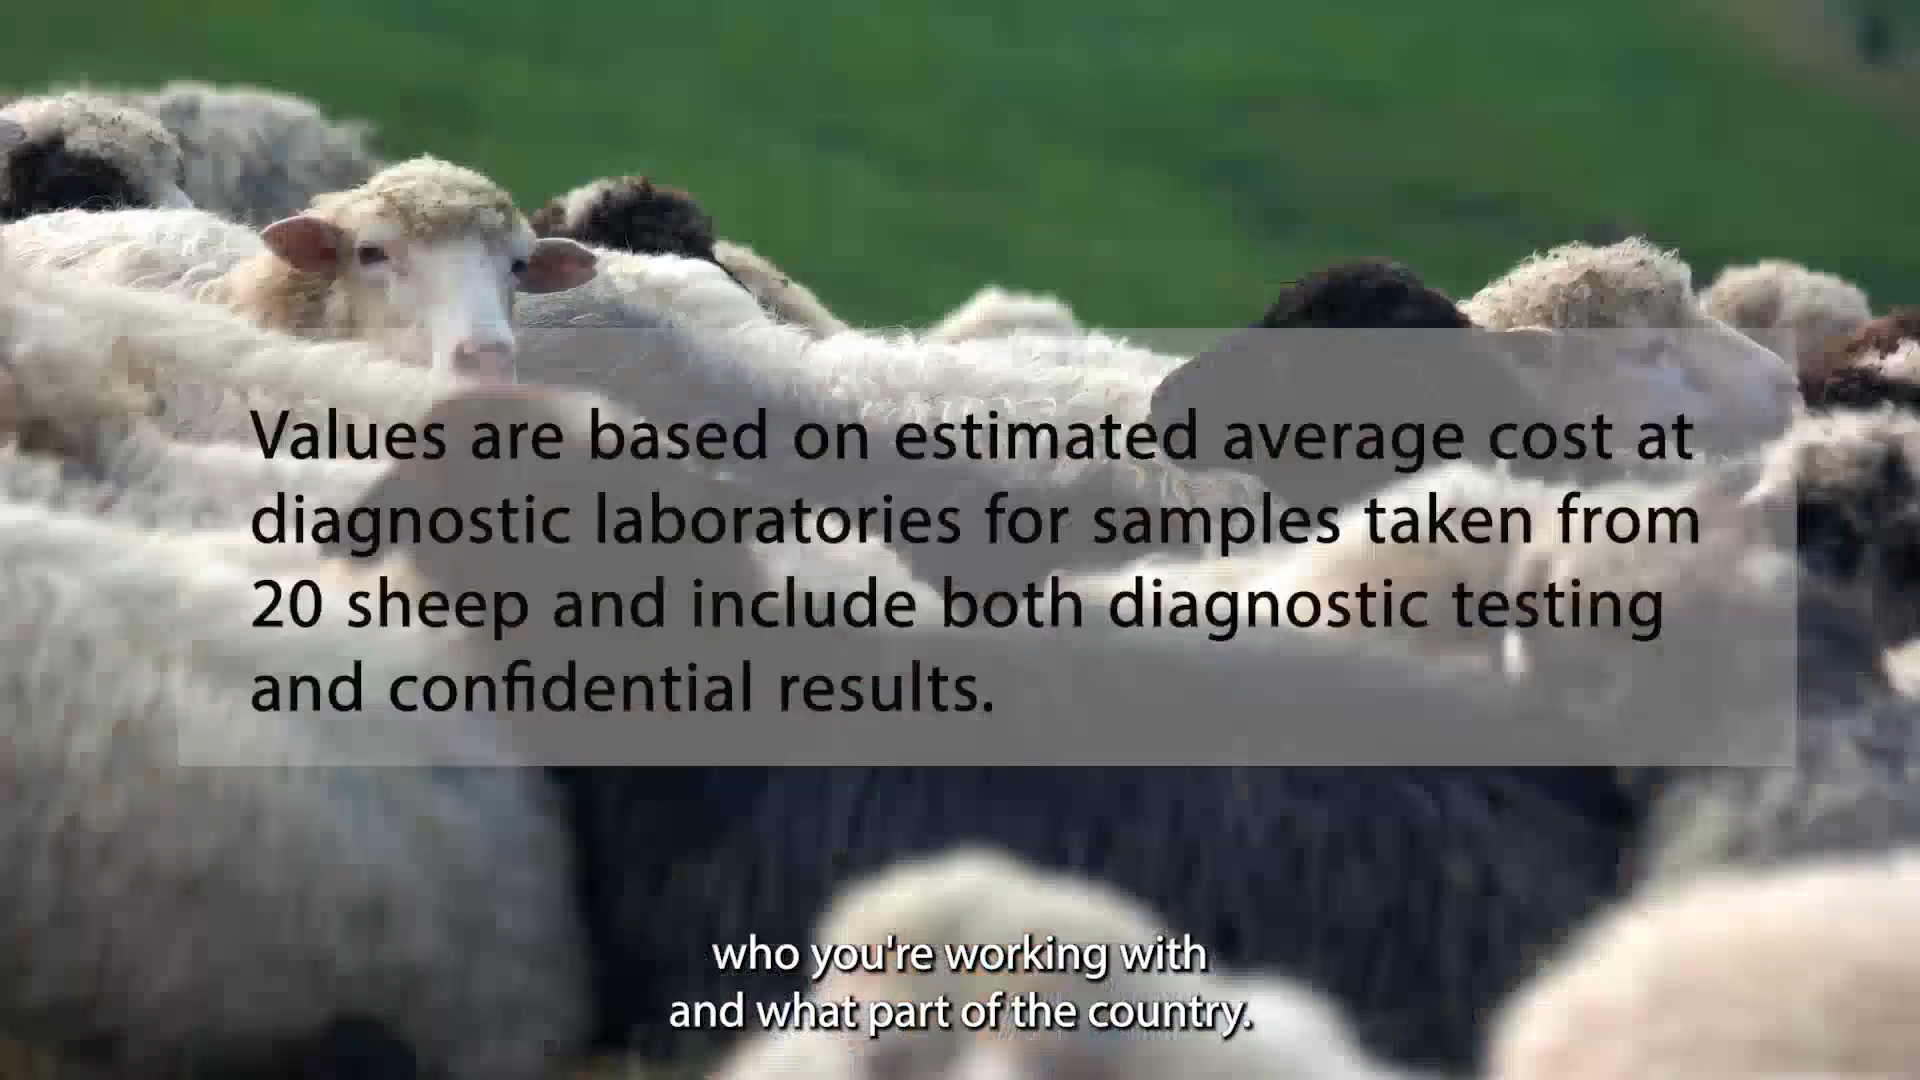 Values are based on estimated average cost at
diagnostic laboratories for samples taken from
20 sheep and include both diagnostic testing
and confidential results.
who you're working with
and what part of the country.